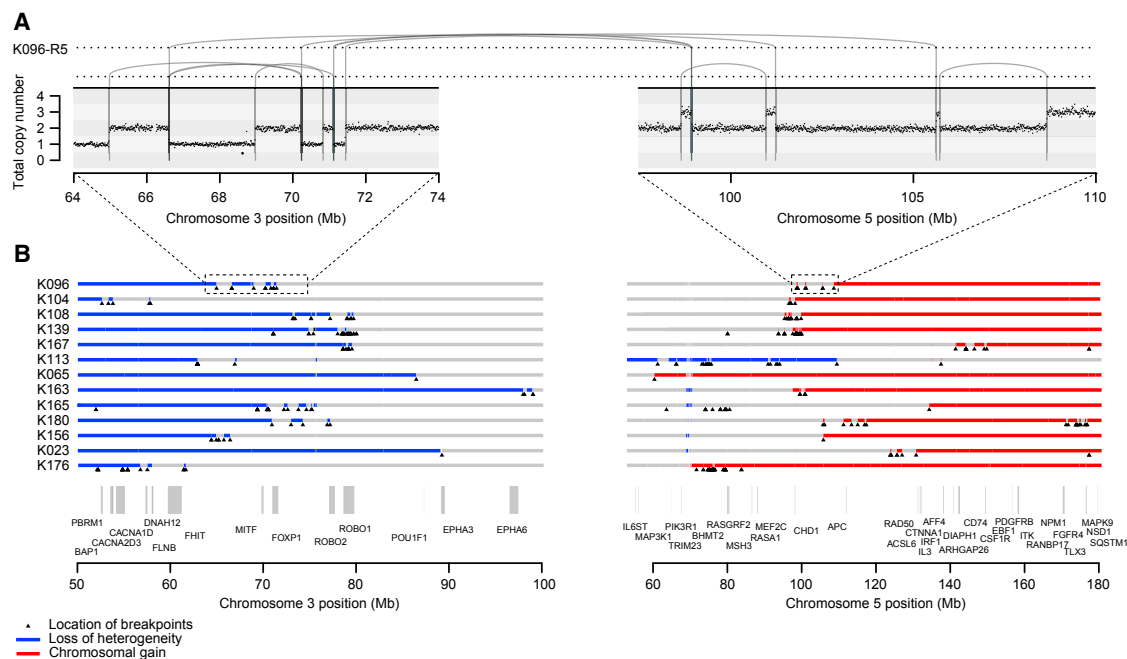 A
K096-R5
Total copy number
4
3
2
1
0
64 66 68 70 72 74
100 105 110
Chromosome 3 position (Mb)
Chromosome 5 position (Mb)
B
K096
K104
K108
K139
K167
K113
K065
K163
K165
K180
K156
K023
K176
PBRM1
BAP1
CACNA2D3
CACNA1D
FLNB
DNAH12
FHIT
MITF
FOXP1
ROBO2
ROBO1
POU1F1
EPHA3
EPHA6
IL6ST
MAP3K1
PIK3R1
TRIM23
BHMT2
RASGRF2
MSH3
RASA1
MEF2C
CHD1
APC
RAD50
ACSL6
CTNNA1
IRF1
IL3
AFF4
DIAPH1
ARHGAP26
CD74
CSF1R
PDGFRB
EBF1
ITK
RANBP17
NPM1
FGFR4
TLX3
MAPK9
NSD1
SQSTM1
50 60 70 80 90 100
60 80 100 120 140 160 180
Chromosome 3 position (Mb)
Chromosome 5 position (Mb)
Location of breakpoints
Loss of heterogeneity
Chromosomal gain